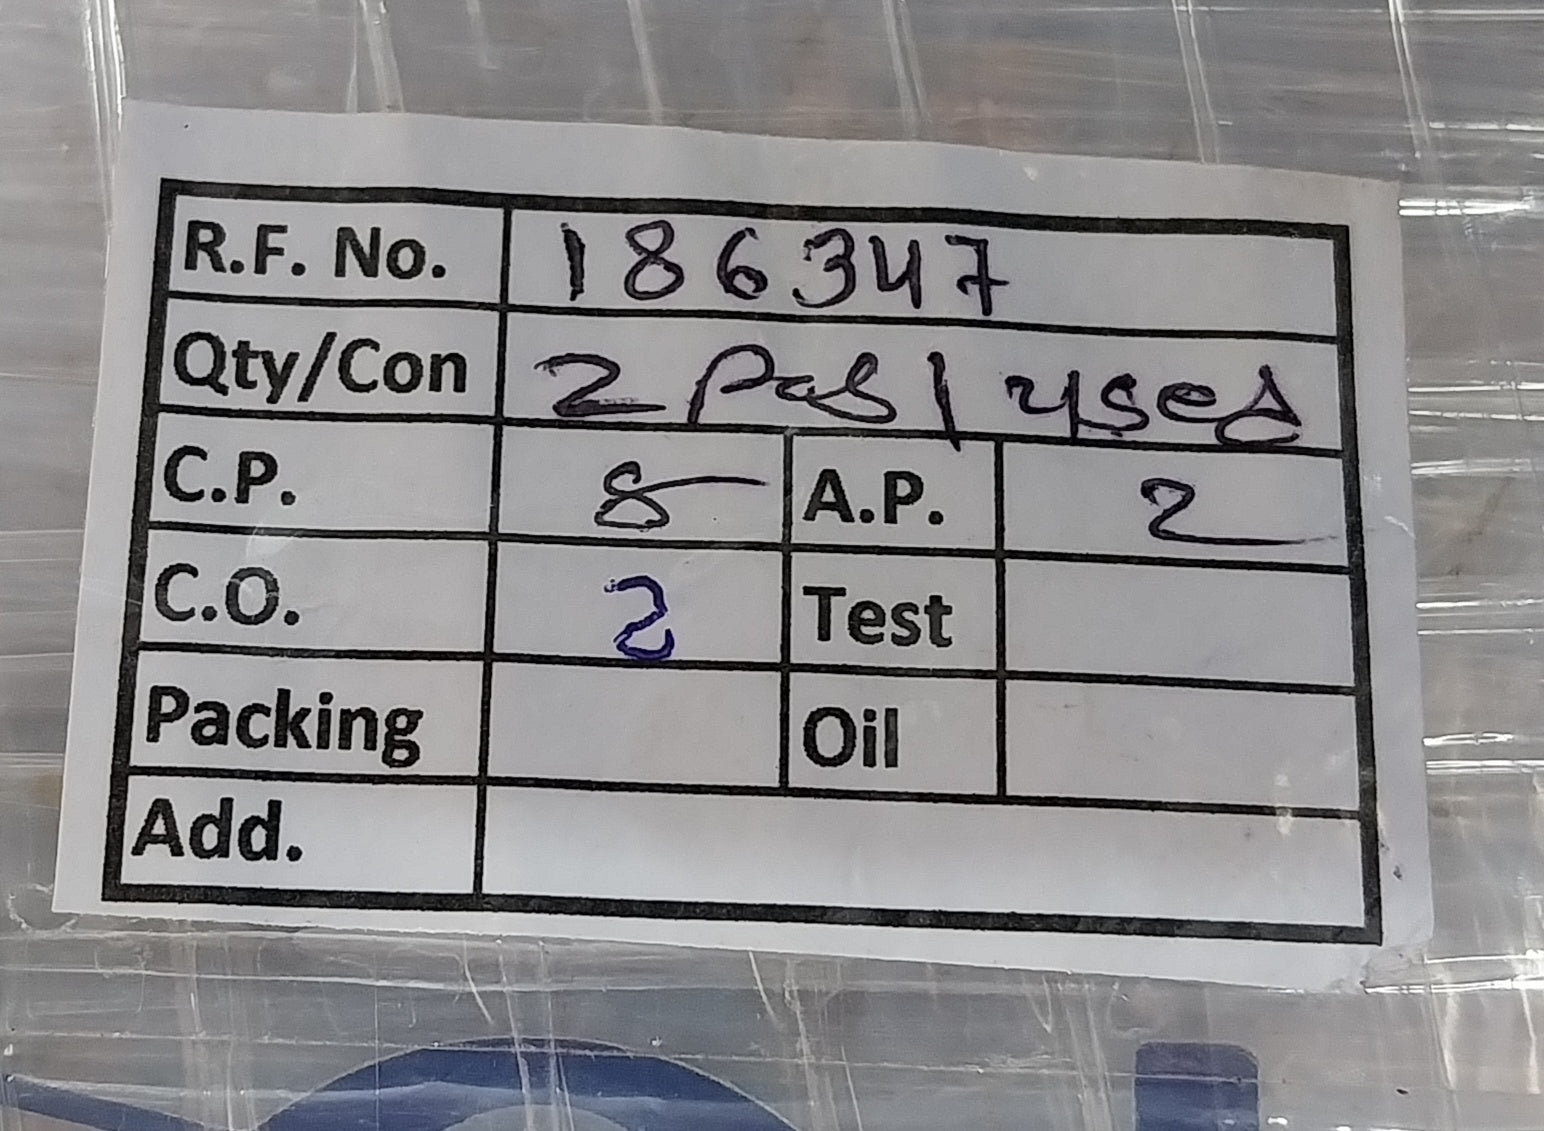 R.F. No. 186347
Qty/Con 2 Pcs / used
C.P. 8 A.P. 2
C.O. 2 Test
Packing Oil
Add.